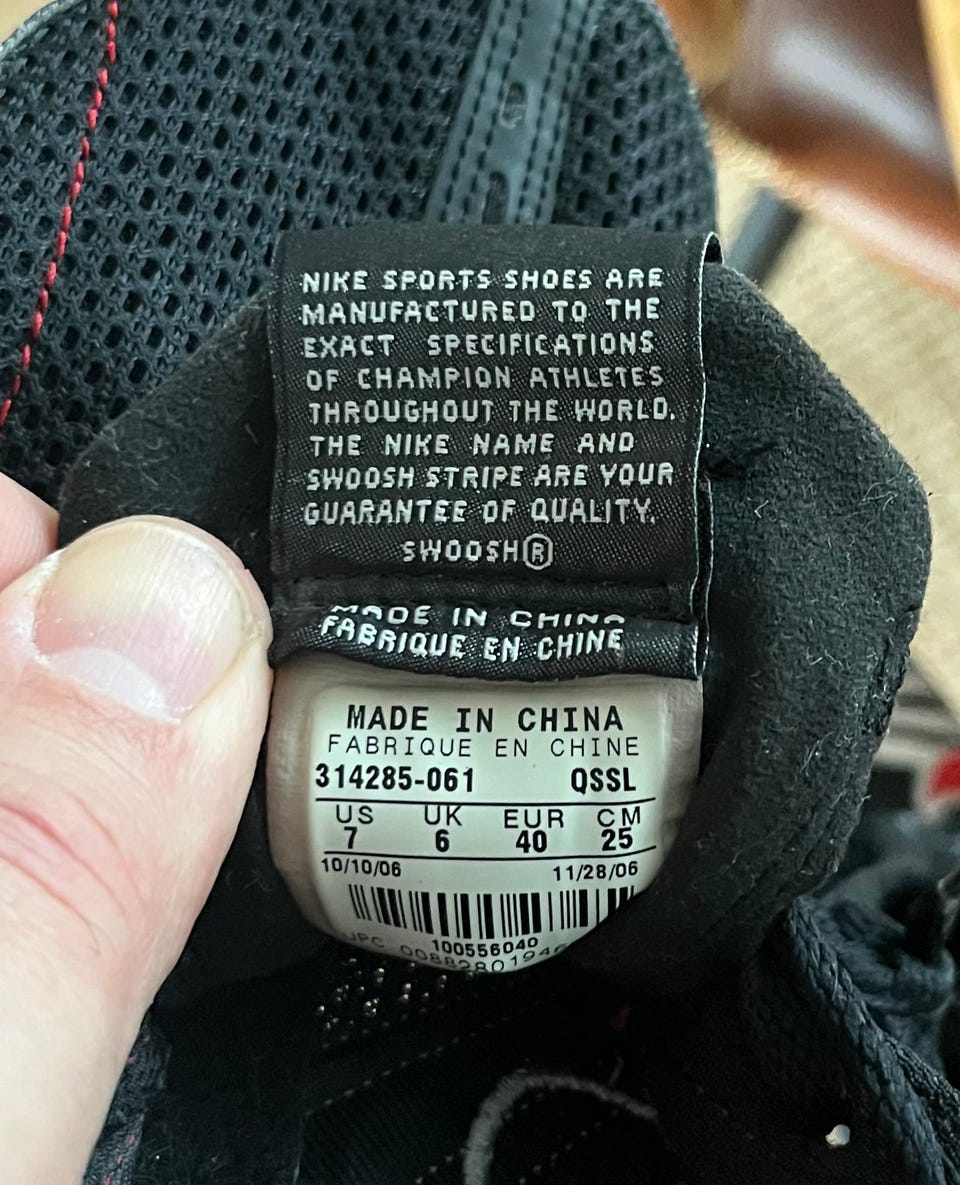 NIKE SPORTS SHOES ARE
MANUFACTURED TO THE
EXACT SPECIFICATIONS
OF CHAMPION ATHLETES
THROUGHOUT THE WORLD.
THE NIKE NAME AND
SWOOSH STRIPE ARE YOUR
GUARANTEE OF QUALITY.
SWOOSH®
MADE IN CHINA
FABRIQUE EN CHINE
MADE IN CHINA
FABRIQUE EN CHINE
314285-061 QSSL
US UK EUR CM
7 6 40 25
10/10/06 11/28/06
100556040
UPC